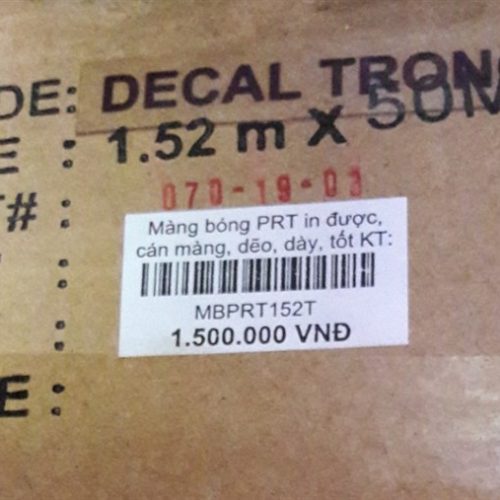 DE: DECAL TRON
E : 1.52 m X 50M
T# : 070-19-03
Màng bóng PRT in được,
cán màng, dẽo, dày, tốt KT:
MBPRT152T
1.500.000 VNĐ
E :